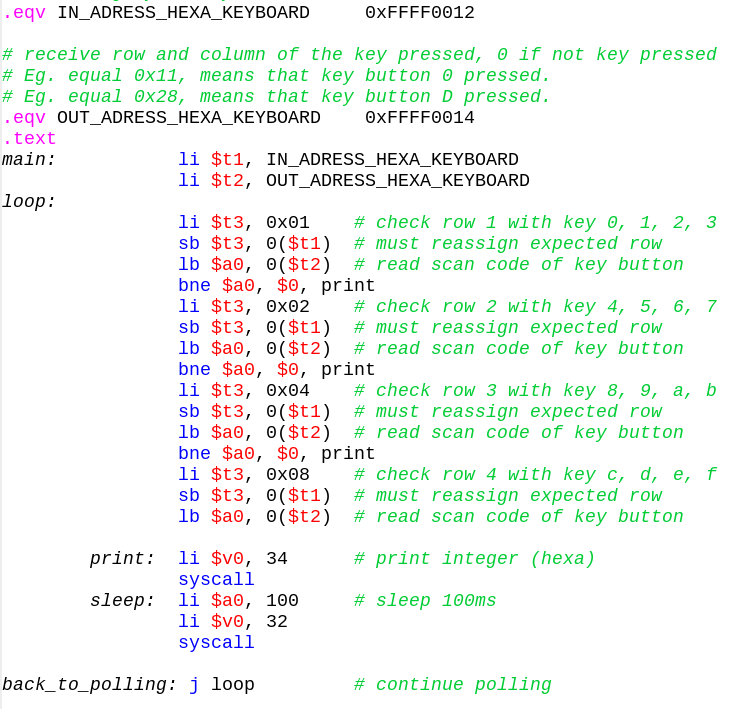 .eqv IN_ADRESS_HEXA_KEYBOARD     0xFFFF0012
# receive row and column of the key pressed, 0 if not key pressed
# Eg. equal 0x11, means that key button 0 pressed.
# Eg. equal 0x28, means that key button D pressed.
.eqv OUT_ADRESS_HEXA_KEYBOARD    0xFFFF0014
.text
main:           li $t1, IN_ADRESS_HEXA_KEYBOARD
                li $t2, OUT_ADRESS_HEXA_KEYBOARD
loop:
                li $t3, 0x01    # check row 1 with key 0, 1, 2, 3
                sb $t3, 0($t1)  # must reassign expected row
                lb $a0, 0($t2)  # read scan code of key button
                bne $a0, $0, print
                li $t3, 0x02    # check row 2 with key 4, 5, 6, 7
                sb $t3, 0($t1)  # must reassign expected row
                lb $a0, 0($t2)  # read scan code of key button
                bne $a0, $0, print
                li $t3, 0x04    # check row 3 with key 8, 9, a, b
                sb $t3, 0($t1)  # must reassign expected row
                lb $a0, 0($t2)  # read scan code of key button
                bne $a0, $0, print
                li $t3, 0x08    # check row 4 with key c, d, e, f
                sb $t3, 0($t1)  # must reassign expected row
                lb $a0, 0($t2)  # read scan code of key button
        print:  li $v0, 34      # print integer (hexa)
                syscall
        sleep:  li $a0, 100     # sleep 100ms
                li $v0, 32
                syscall
back_to_polling: j loop         # continue polling